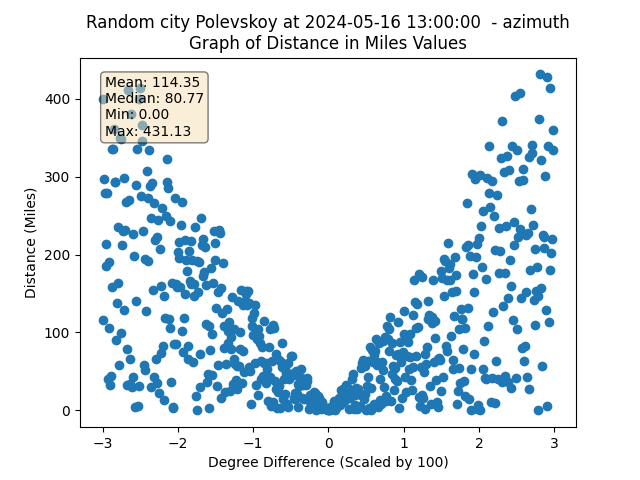 Random city Polevskoy at 2024-05-16 13:00:00 - azimuth
Graph of Distance in Miles Values
Mean: 114.35
Median: 80.77
Min: 0.00
Max: 431.13
400
300
200
100
0
Distance (Miles)
−3 −2 −1 0 1 2 3
Degree Difference (Scaled by 100)